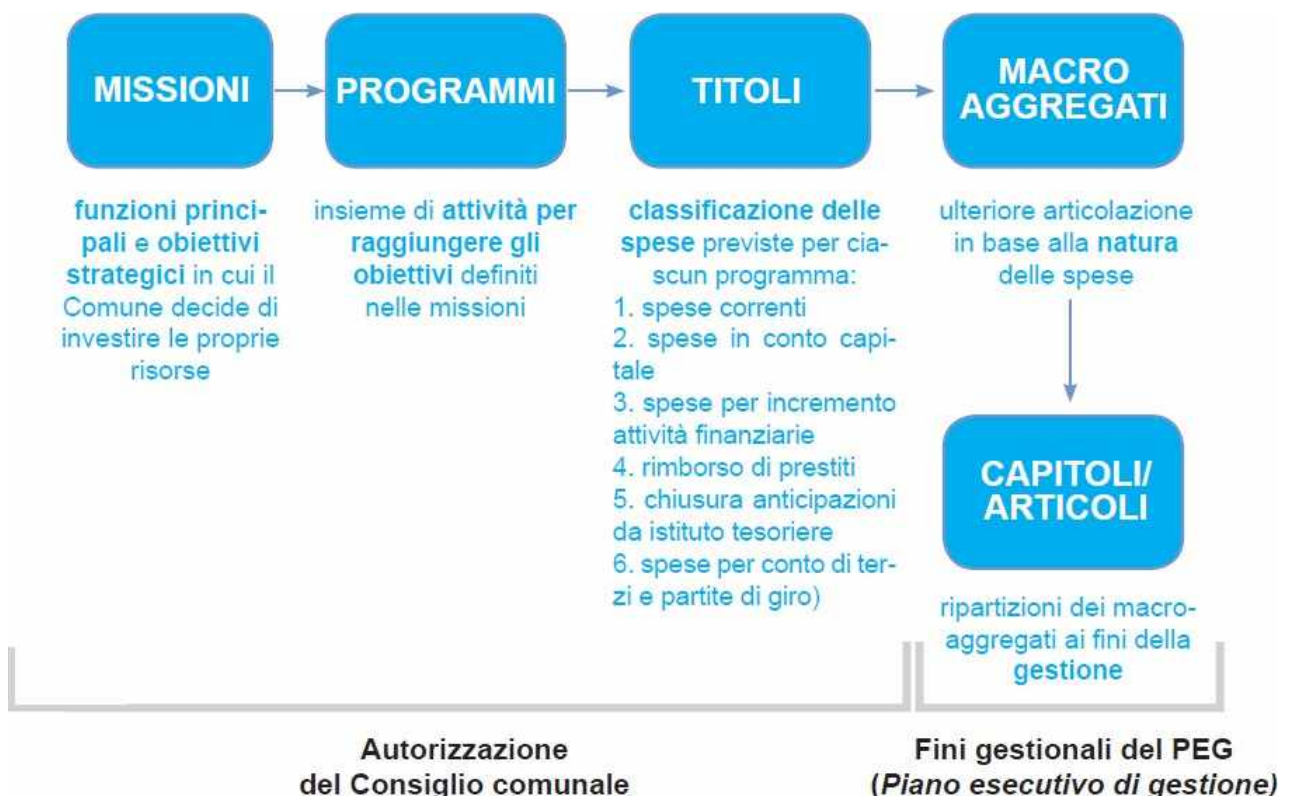 MISSIONI
PROGRAMMI
TITOLI
MACRO
AGGREGATI
funzioni princi-
pali e obiettivi
strategici in cui il
Comune decide di
investire le proprie
risorse
insieme di attività per
raggiungere gli
obiettivi definiti
nelle missioni
classificazione delle
spese previste per cia-
scun programma:
1. spese correnti
2. spese in conto capi-
tale
3. spese per incremento
attività finanziarie
4. rimborso di prestiti
5. chiusura anticipazioni
da istituto tesoriere
6. spese per conto di ter-
zi e partite di giro)
ulteriore articolazione
in base alla natura
delle spese
CAPITOLI/
ARTICOLI
ripartizioni dei macro-
aggregati ai fini della
gestione
Autorizzazione
del Consiglio comunale
Fini gestionali del PEG
(Piano esecutivo di gestione)